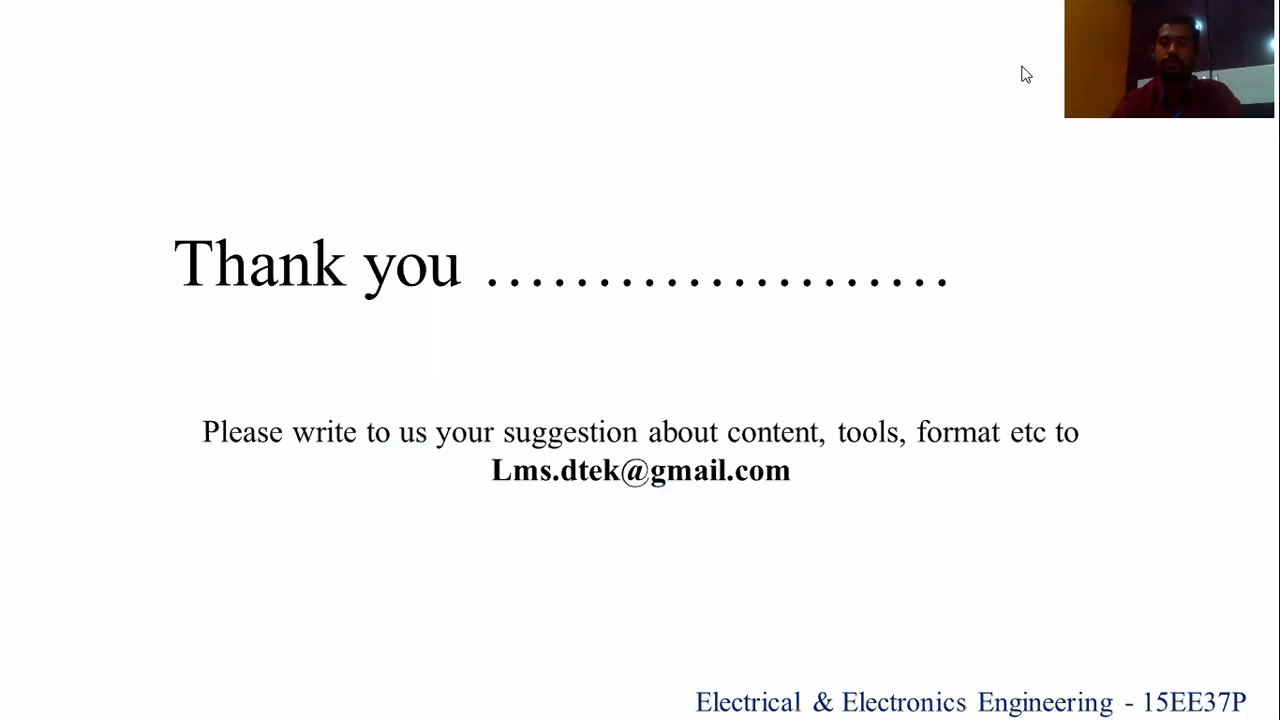 Thank you .....................
Please write to us your suggestion about content, tools, format etc to
Lms.dtek@gmail.com
Electrical & Electronics Engineering - 15EE37P